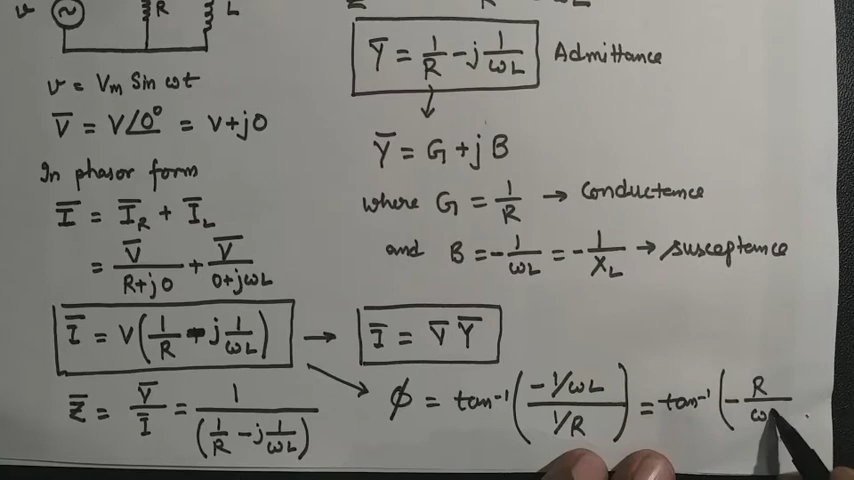 v R L
v = Vm Sin ωt
V̅ = V∠0° = V+j0
In phasor form
I̅ = I̅_R + I̅_L
= V̅/(R+j0) + V̅/(0+jωL)
I̅ = V(1/R - j 1/ωL) → I̅ = V̅ Y̅
Z̅ = V̅/I̅ = 1/(1/R - j 1/ωL)
Y̅ = 1/R - j 1/ωL Admittance
Y̅ = G + j B
where G = 1/R → Conductance
and B = -1/ωL = -1/X_L → susceptance
ϕ = tan⁻¹((-1/ωL)/(1/R)) = tan⁻¹(-R/ω